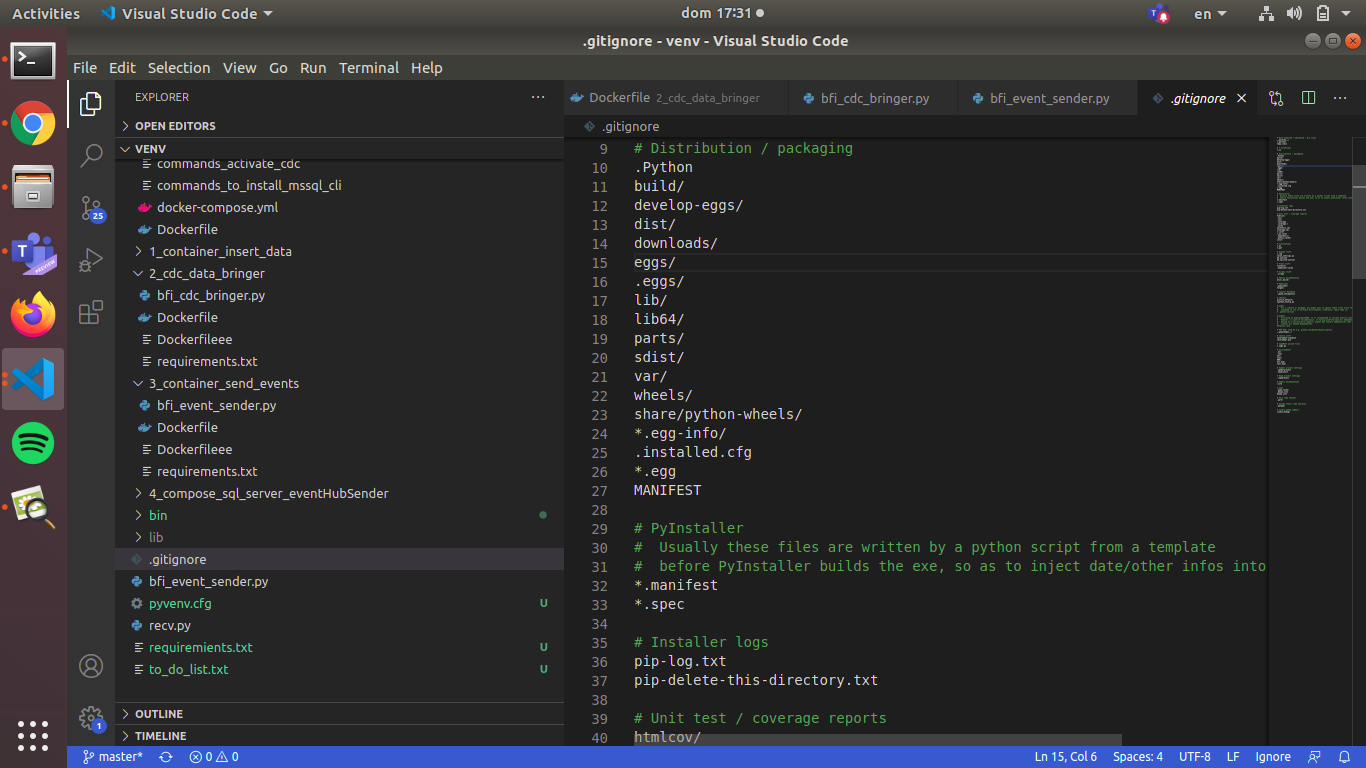 Activities
Visual Studio Code
dom 17:31
en
.gitignore - venv - Visual Studio Code
File Edit Selection View Go Run Terminal Help
EXPLORER
OPEN EDITORS
VENV
commands_activate_cdc
commands_to_install_mssql_cli
docker-compose.yml
Dockerfile
1_container_insert_data
2_cdc_data_bringer
bfi_cdc_bringer.py
Dockerfile
Dockerfileee
requirements.txt
3_container_send_events
bfi_event_sender.py
Dockerfile
Dockerfileee
requirements.txt
4_compose_sql_server_eventHubSender
bin
lib
.gitignore
bfi_event_sender.py
pyvenv.cfg U
recv.py
requiremients.txt U
to_do_list.txt U
OUTLINE
TIMELINE
25
1
PREVIEW
Dockerfile 2_cdc_data_bringer
bfi_cdc_bringer.py
bfi_event_sender.py
.gitignore
.gitignore
9 # Distribution / packaging
10 .Python
11 build/
12 develop-eggs/
13 dist/
14 downloads/
15 eggs/
16 .eggs/
17 lib/
18 lib64/
19 parts/
20 sdist/
21 var/
22 wheels/
23 share/python-wheels/
24 *.egg-info/
25 .installed.cfg
26 *.egg
27 MANIFEST
28
29 # PyInstaller
30 #  Usually these files are written by a python script from a template
31 #  before PyInstaller builds the exe, so as to inject date/other infos into
32 *.manifest
33 *.spec
34
35 # Installer logs
36 pip-log.txt
37 pip-delete-this-directory.txt
38
39 # Unit test / coverage reports
40 htmlcov/
master* 0 0 Ln 15, Col 6 Spaces: 4 UTF-8 LF Ignore